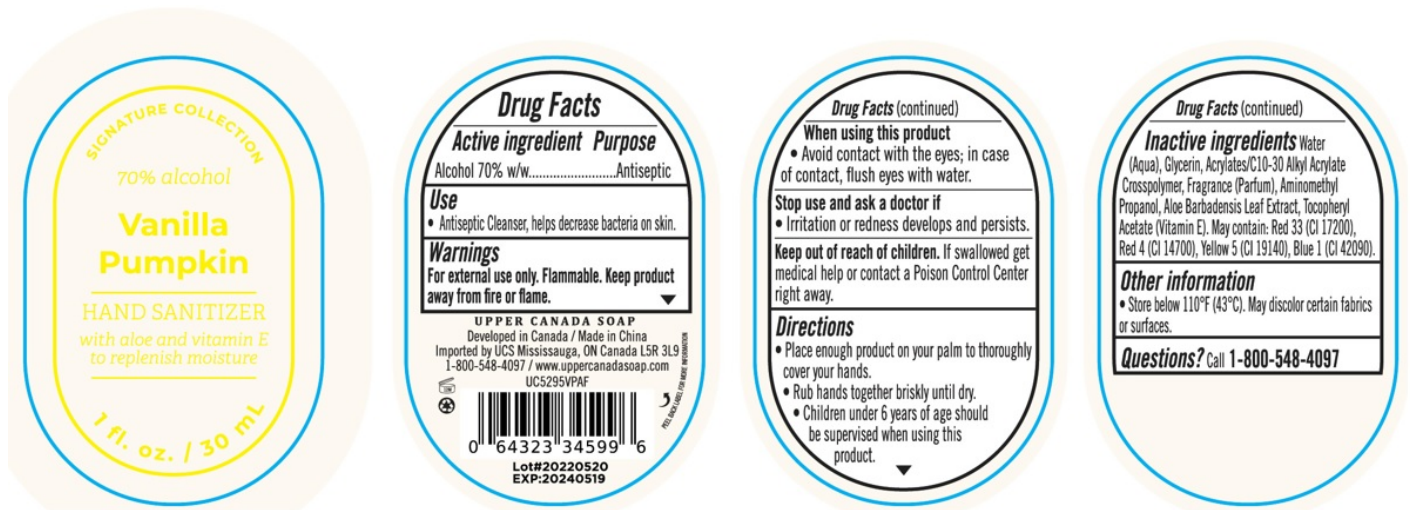 SIGNATURE COLLECTION
70% alcohol
Vanilla
Pumpkin
HAND SANITIZER
with aloe and vitamin E
to replenish moisture
1 fl. oz. / 30 mL
Drug Facts
Active ingredient Purpose
Alcohol 70% w/w.........................Antiseptic
Use
• Antiseptic Cleanser, helps decrease bacteria on skin.
Warnings
For external use only. Flammable. Keep product
away from fire or flame.
UPPER CANADA SOAP
Developed in Canada / Made in China
Imported by UCS Mississauga, ON Canada L5R 3L9
1-800-548-4097 / www.uppercanadasoap.com
UC5295VPAF
PEEL BACK LABEL FOR MORE INFORMATION
0 64323 34599 6
Lot#20220520
EXP:20240519
Drug Facts (continued)
When using this product
• Avoid contact with the eyes; in case
of contact, flush eyes with water.
Stop use and ask a doctor if
• Irritation or redness develops and persists.
Keep out of reach of children. If swallowed get
medical help or contact a Poison Control Center
right away.
Directions
• Place enough product on your palm to thoroughly
cover your hands.
• Rub hands together briskly until dry.
• Children under 6 years of age should
be supervised when using this
product.
Drug Facts (continued)
Inactive ingredients Water
(Aqua), Glycerin, Acrylates/C10-30 Alkyl Acrylate
Crosspolymer, Fragrance (Parfum), Aminomethyl
Propanol, Aloe Barbadensis Leaf Extract, Tocopheryl
Acetate (Vitamin E). May contain: Red 33 (CI 17200),
Red 4 (CI 14700), Yellow 5 (CI 19140), Blue 1 (CI 42090).
Other information
• Store below 110°F (43°C). May discolor certain fabrics
or surfaces.
Questions? Call 1-800-548-4097